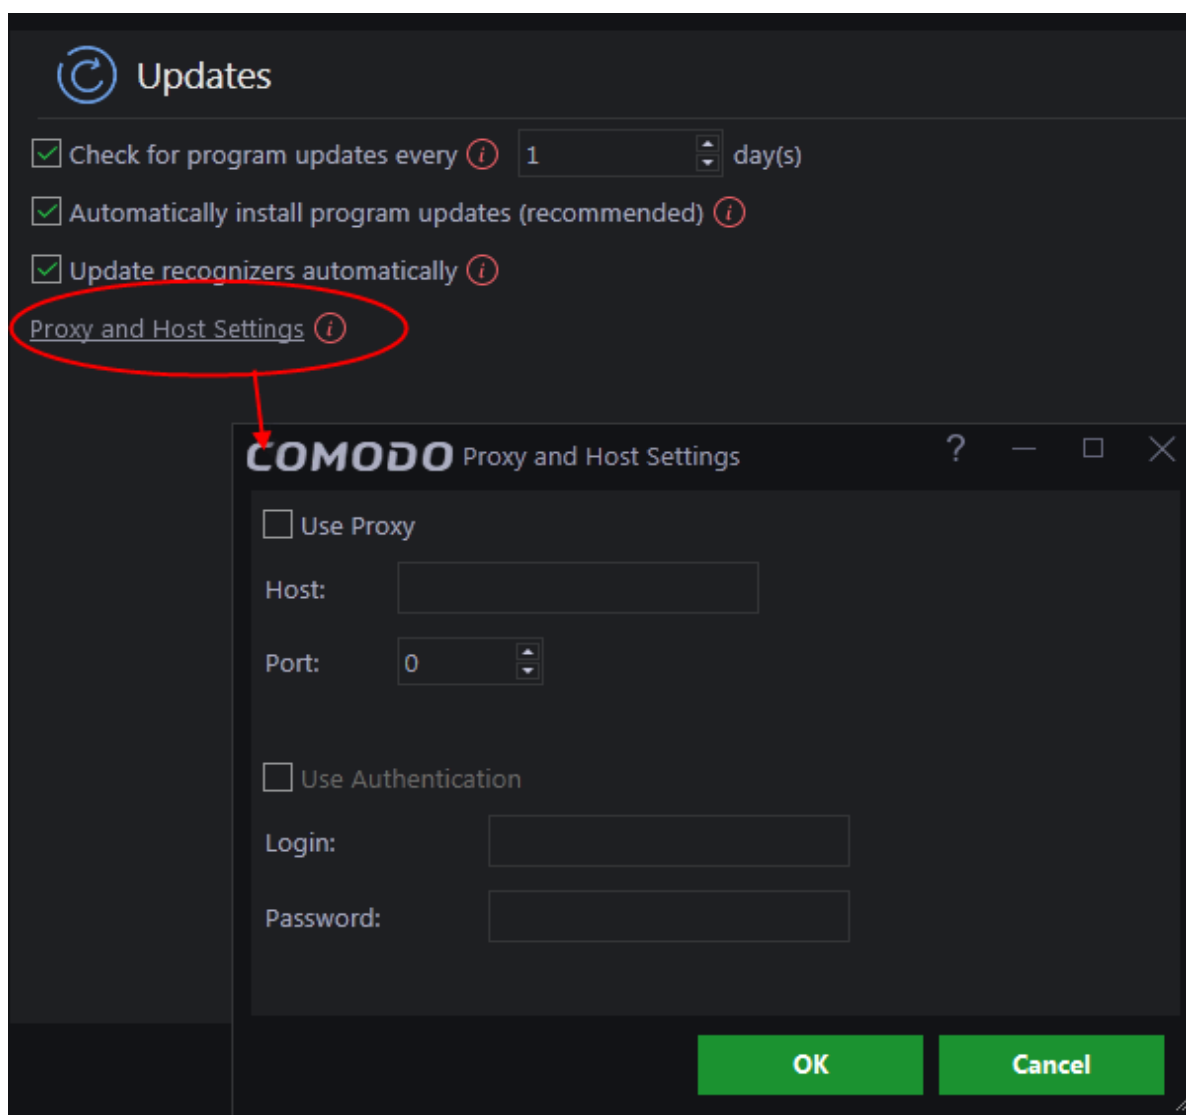 Updates
Check for program updates every i 1 day(s)
Automatically install program updates (recommended) i
Update recognizers automatically i
Proxy and Host Settings i
COMODO Proxy and Host Settings ?
Use Proxy
Host:
Port: 0
Use Authentication
Login:
Password:
OK Cancel